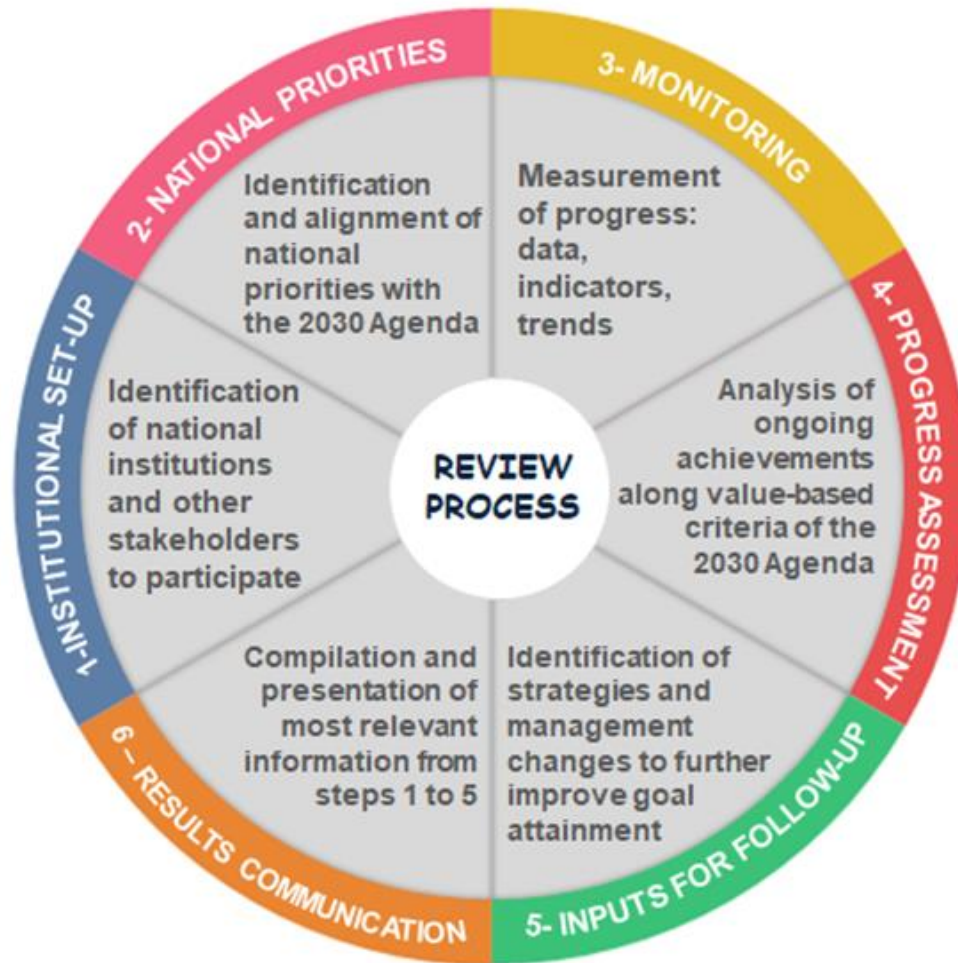 1-INSTITUTIONAL SET-UP
Identification
of national
institutions
and other
stakeholders
to participate
2- NATIONAL PRIORITIES
Identification
and alignment of
national
priorities with
the 2030 Agenda
3- MONITORING
Measurement
of progress:
data,
indicators,
trends
4- PROGRESS ASSESSMENT
Analysis of
ongoing
achievements
along value-based
criteria of the
2030 Agenda
5- INPUTS FOR FOLLOW-UP
Identification of
strategies and
management
changes to further
improve goal
attainment
6 – RESULTS COMMUNICATION
Compilation and
presentation of
most relevant
information from
steps 1 to 5
REVIEW
PROCESS